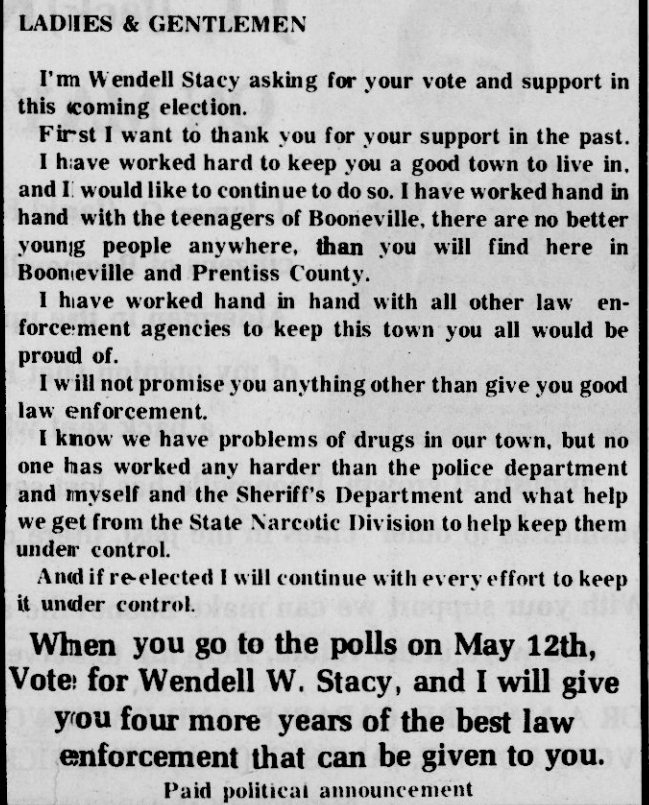 LADIES & GENTLEMEN
I'm Wendell Stacy asking for your vote and support in
this coming election.
First I want to thank you for your support in the past.
I have worked hard to keep you a good town to live in,
and I would like to continue to do so. I have worked hand in
hand with the teenagers of Booneville, there are no better
young people anywhere, than you will find here in
Booneville and Prentiss County.
I have worked hand in hand with all other law en-
forcement agencies to keep this town you all would be
proud of.
I will not promise you anything other than give you good
law enforcement.
I know we have problems of drugs in our town, but no
one has worked any harder than the police department
and myself and the Sheriff's Department and what help
we get from the State Narcotic Division to help keep them
under control.
And if re-elected I will continue with every effort to keep
it under control.
When you go to the polls on May 12th,
Vote for Wendell W. Stacy, and I will give
you four more years of the best law
enforcement that can be given to you.
Paid political announcement